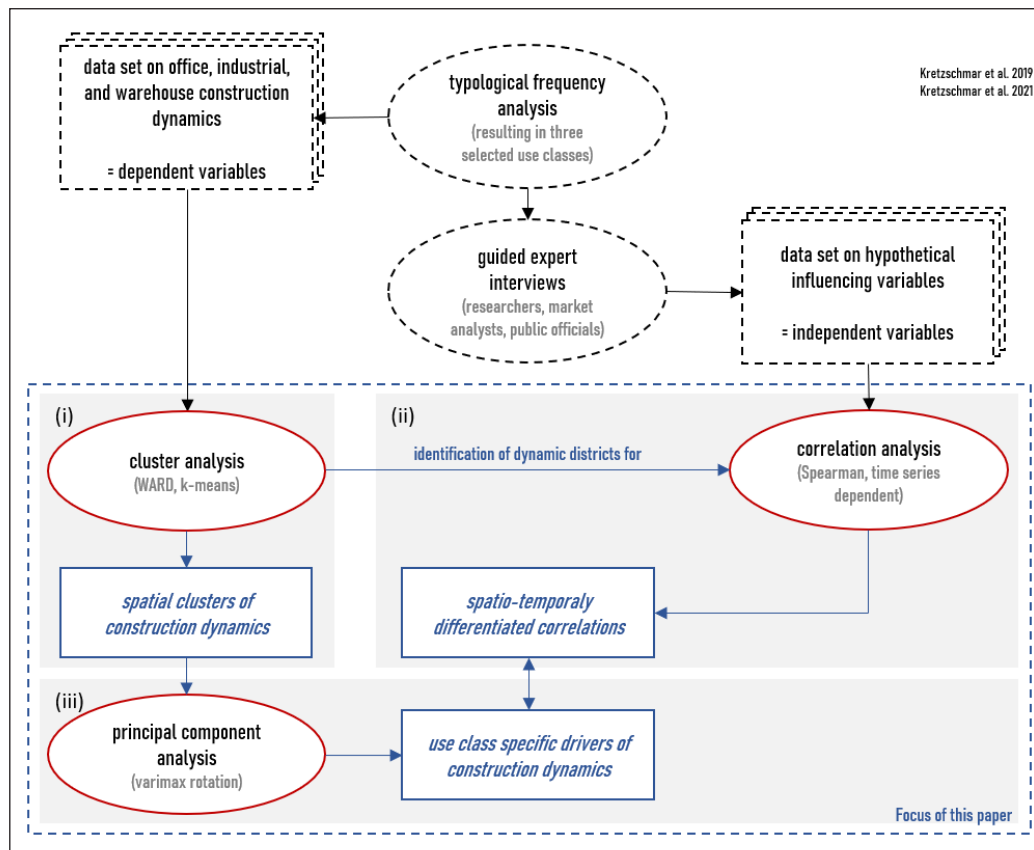 data set on office, industrial,
and warehouse construction
dynamics
= dependent variables
typological frequency
analysis
(resulting in three
selected use classes)
Kretzschmar et al. 2019
Kretzschmar et al. 2021
guided expert
interviews
(researchers, market
analysts, public officials)
data set on hypothetical
influencing variables
= independent variables
(i)
cluster analysis
(WARD, k-means)
identification of dynamic districts for
(ii)
correlation analysis
(Spearman, time series
dependent)
spatial clusters of
construction dynamics
spatio-temporaly
differentiated correlations
(iii)
principal component
analysis
(varimax rotation)
use class specific drivers of
construction dynamics
Focus of this paper